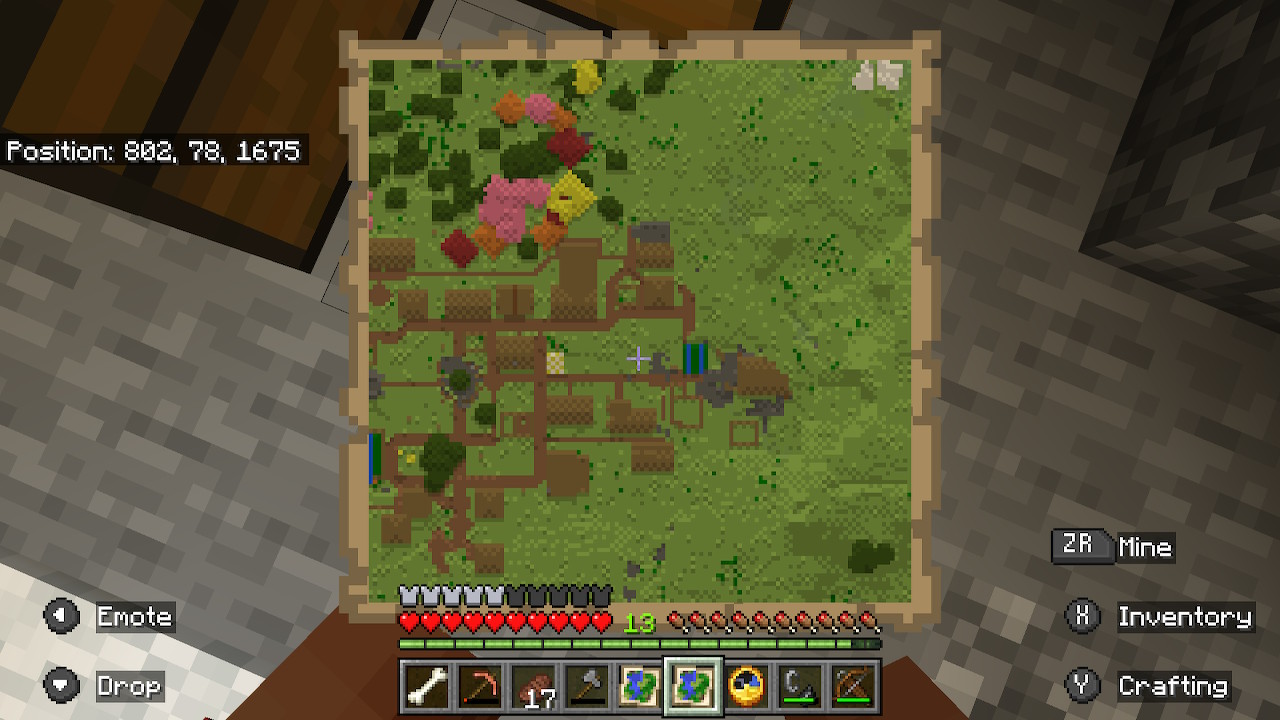 Position: 802, 78, 1675
ZR Mine
Emote
X Inventory
13
Drop
17
Y Crafting